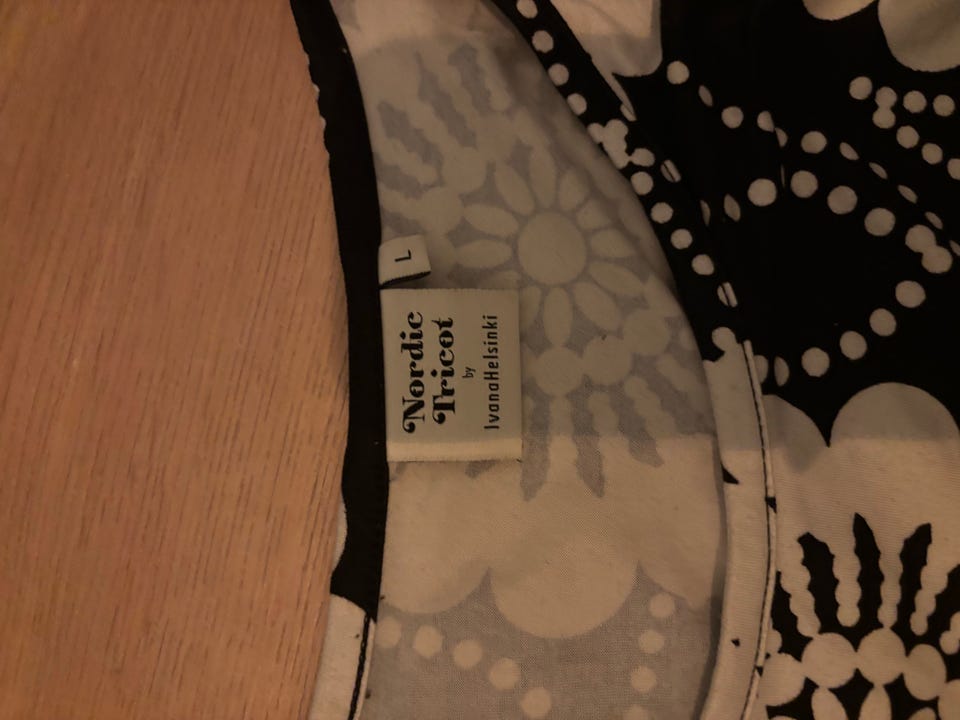 L
Nordic
Tricot
by
IvanaHelsinki